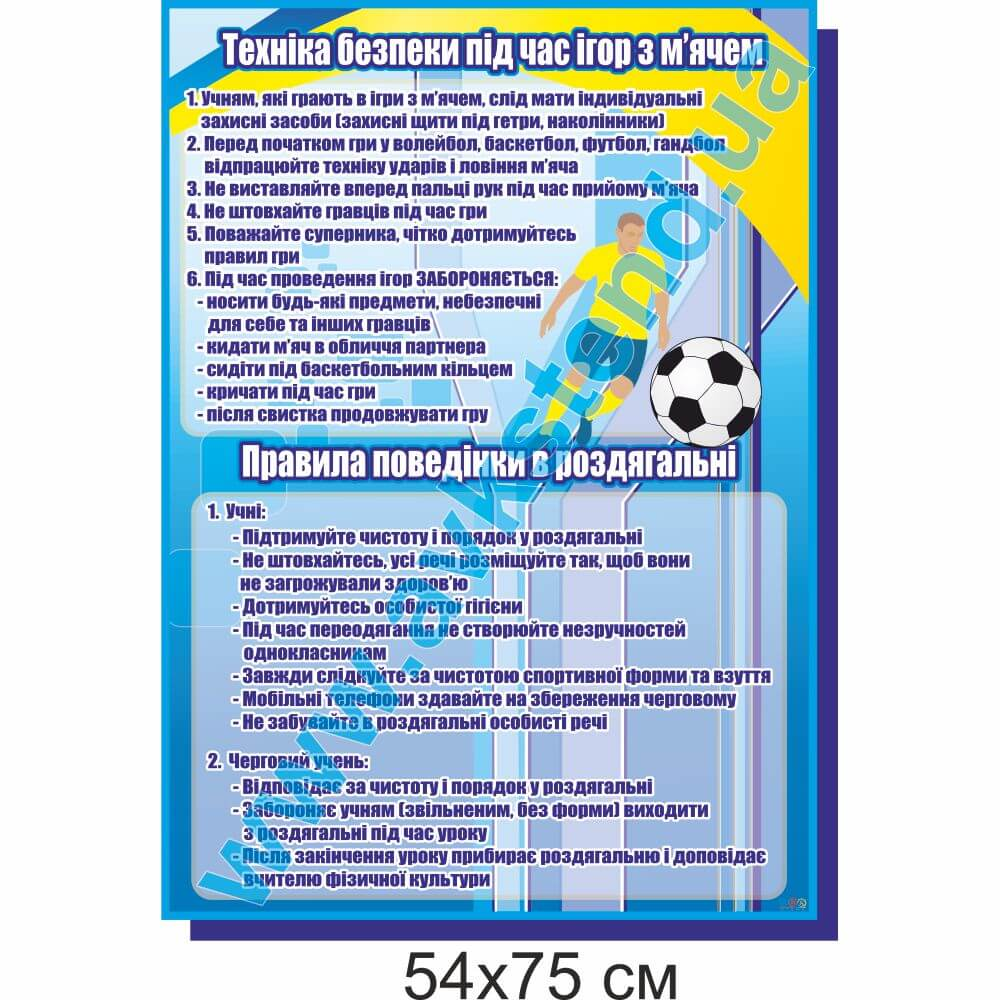 Техніка безпеки під час ігор з м'ячем
1. Учням, які грають в ігри з м'ячем, слід мати індивідуальні
захисні засоби (захисні щити під гетри, наколінники)
2. Перед початком гри у волейбол, баскетбол, футбол, гандбол
відпрацюйте техніку ударів і ловіння м'яча
3. Не виставляйте вперед пальці рук під час прийому м'яча
4. Не штовхайте гравців під час гри
5. Поважайте суперника, чітко дотримуйтесь
правил гри
6. Під час проведення ігор ЗАБОРОНЯЄТЬСЯ:
- носити будь-які предмети, небезпечні
для себе та інших гравців
- кидати м'яч в обличчя партнера
- сидіти під баскетбольним кільцем
- кричати під час гри
- після свистка продовжувати гру
Правила поведінки в роздягальні
1. Учні:
- Підтримуйте чистоту і порядок у роздягальні
- Не штовхайтесь, усі речі розміщуйте так, щоб вони
не загрожували здоров'ю
- Дотримуйтесь особистої гігієни
- Під час переодягання не створюйте незручностей
однокласникам
- Завжди слідкуйте за чистотою спортивної форми та взуття
- Мобільні телефони здавайте на збереження черговому
- Не забувайте в роздягальні особисті речі
2. Черговий учень:
- Відповідає за чистоту і порядок у роздягальні
- Забороняє учням (звільненим, без форми) виходити
з роздягальні під час уроку
- Після закінчення уроку прибирає роздягальню і доповідає
вчителю фізичної культури
www.avkstend.ua
54х75 см